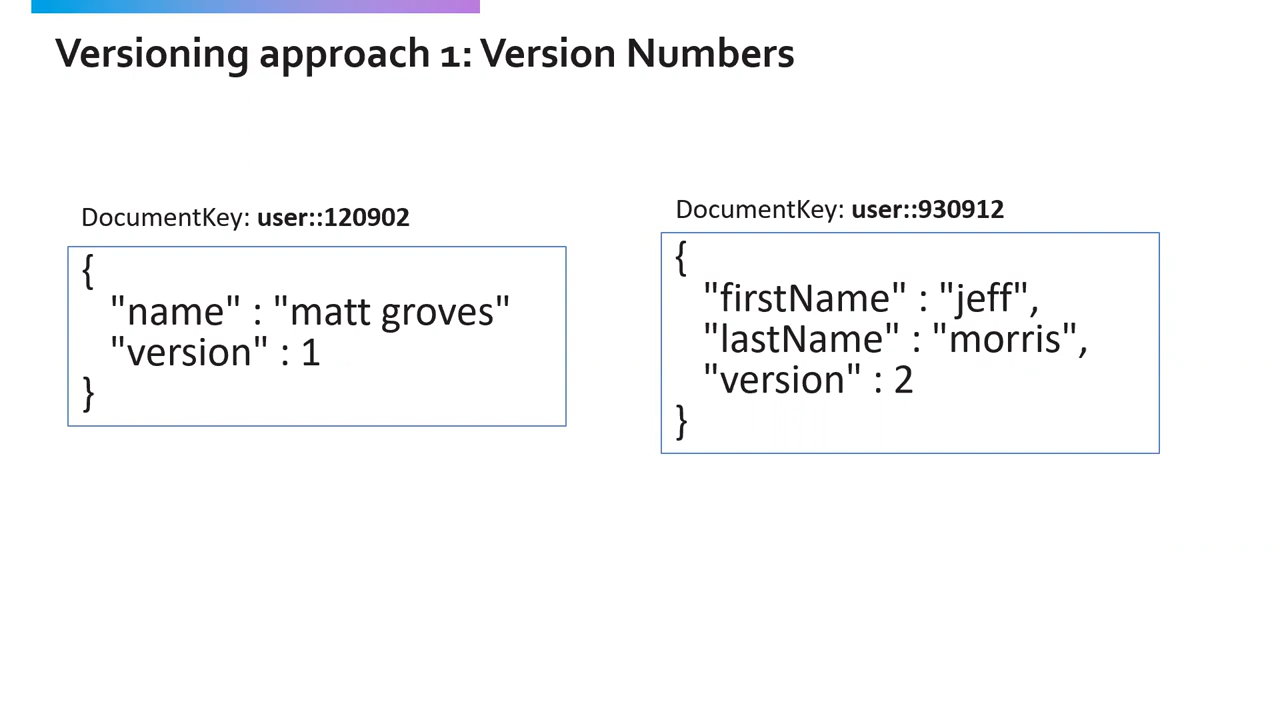 Versioning approach 1: Version Numbers
DocumentKey: user::120902
{
"name" : "matt groves"
"version" : 1
}
DocumentKey: user::930912
{
"firstName" : "jeff",
"lastName" : "morris",
"version" : 2
}